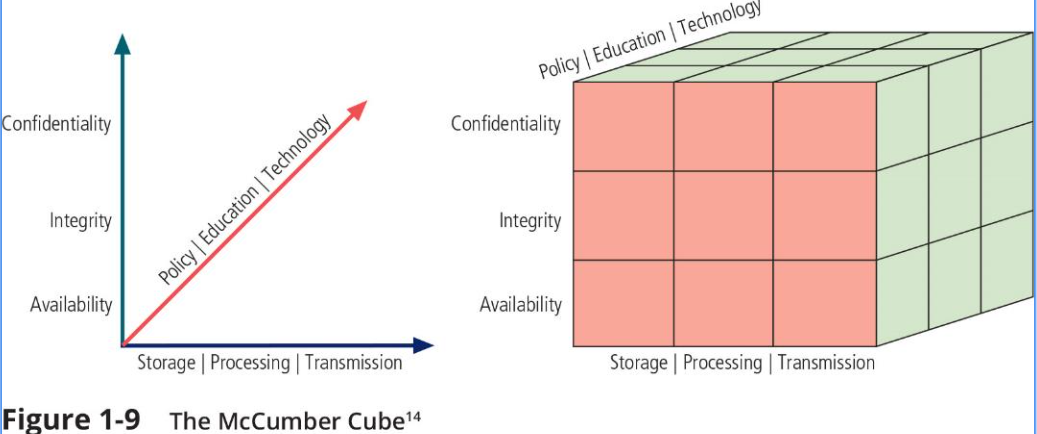 Policy | Education | Technology
Confidentiality
Integrity
Availability
Policy | Education | Technology
Storage | Processing | Transmission
Confidentiality
Integrity
Availability
Storage | Processing | Transmission
Figure 1-9 The McCumber Cube¹⁴